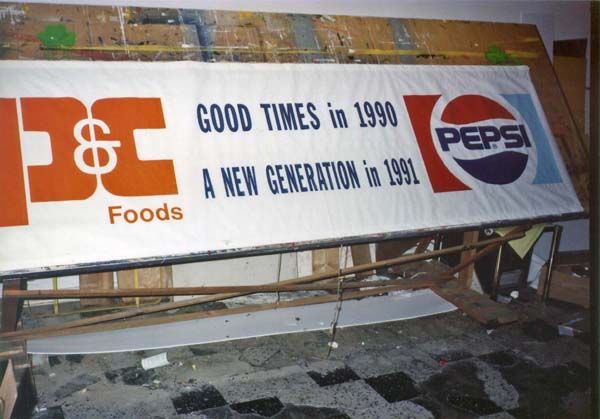 P&C
Foods
GOOD TIMES in 1990
A NEW GENERATION in 1991
PEPSI